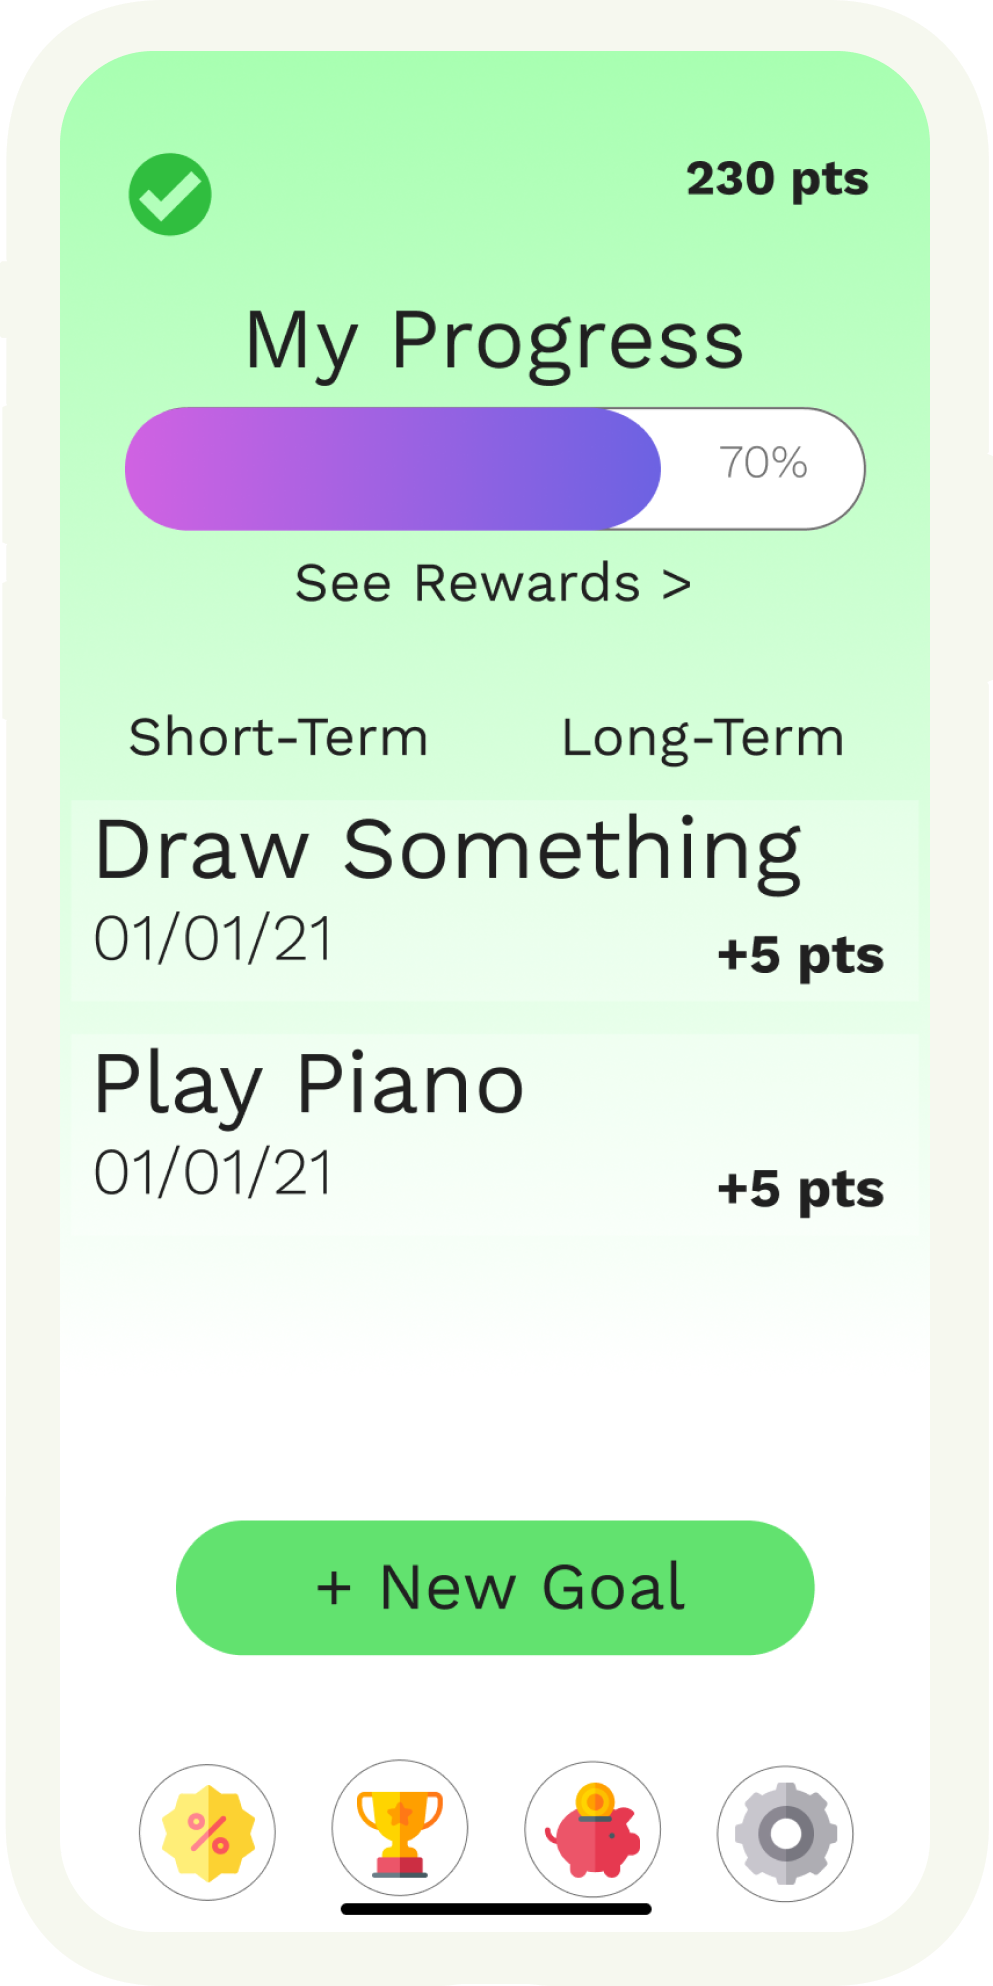 230 pts
My Progress
70%
See Rewards >
Short-Term Long-Term
Draw Something
01/01/21
+5 pts
Play Piano
01/01/21
+5 pts
+ New Goal
%